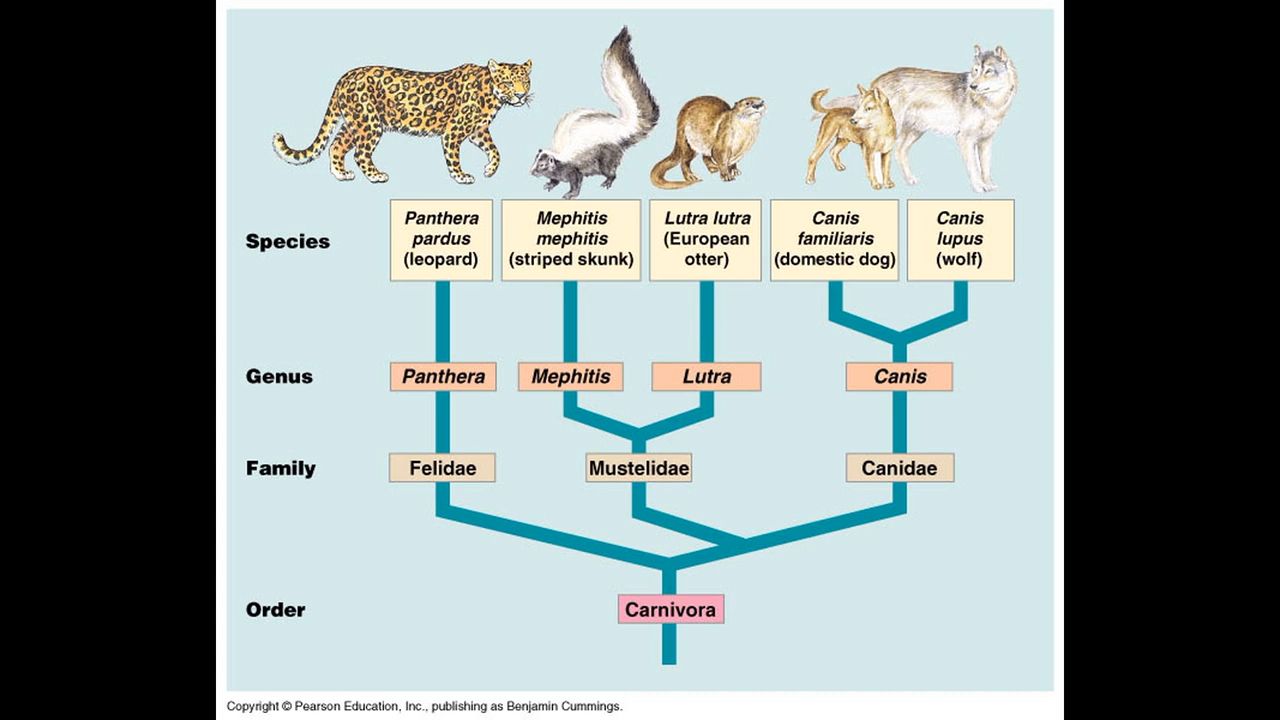 Species
Panthera
pardus
(leopard)
Mephitis
mephitis
(striped skunk)
Lutra lutra
(European
otter)
Canis
familiaris
(domestic dog)
Canis
lupus
(wolf)
Genus
Panthera
Mephitis
Lutra
Canis
Family
Felidae
Mustelidae
Canidae
Order
Carnivora
Copyright © Pearson Education, Inc., publishing as Benjamin Cummings.